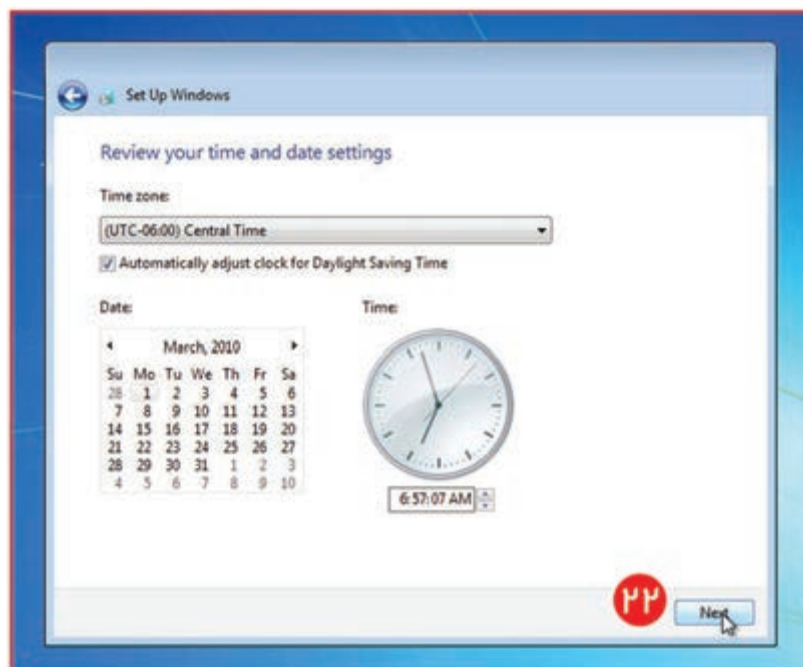 Set Up Windows
Review your time and date settings
Time zone:
(UTC-06:00) Central Time
Automatically adjust clock for Daylight Saving Time
Date: Time:
March, 2010
Su Mo Tu We Th Fr Sa
28 1 2 3 4 5 6
7 8 9 10 11 12 13
14 15 16 17 18 19 20
21 22 23 24 25 26 27
28 29 30 31 1 2 3
4 5 6 7 8 9 10
6:57:07 AM
۲۲ Next